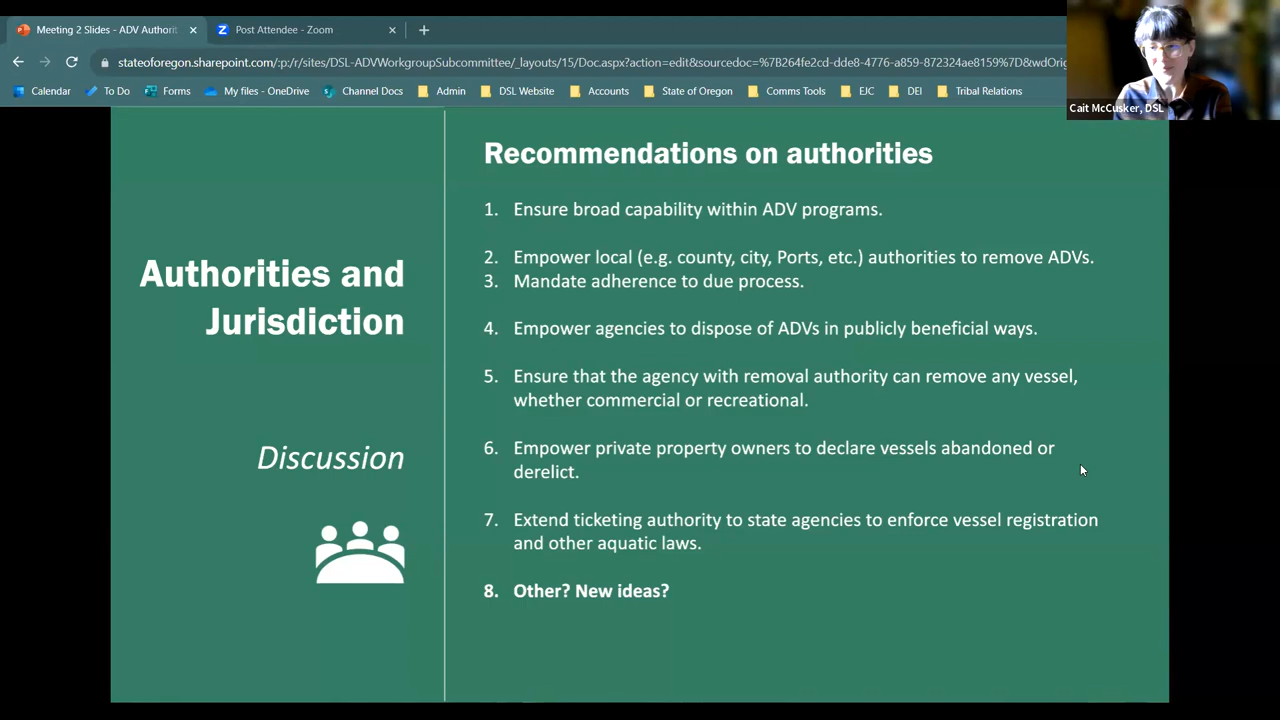 Meeting 2 Slides - ADV Authorit
Post Attendee - Zoom
stateoforegon.sharepoint.com/:p:/r/sites/DSL-ADVWorkgroupSubcommittee/_layouts/15/Doc.aspx?action=edit&sourcedoc=%7B264fe2cd-dde8-4776-a859-872324ae8159%7D&wdOrig
Calendar To Do Forms My files - OneDrive Channel Docs Admin DSL Website Accounts State of Oregon Comms Tools EJC DEI Tribal Relations
Cait McCusker, DSL
Authorities and
Jurisdiction
Discussion
Recommendations on authorities
1. Ensure broad capability within ADV programs.
2. Empower local (e.g. county, city, Ports, etc.) authorities to remove ADVs.
3. Mandate adherence to due process.
4. Empower agencies to dispose of ADVs in publicly beneficial ways.
5. Ensure that the agency with removal authority can remove any vessel,
whether commercial or recreational.
6. Empower private property owners to declare vessels abandoned or
derelict.
7. Extend ticketing authority to state agencies to enforce vessel registration
and other aquatic laws.
8. Other? New ideas?